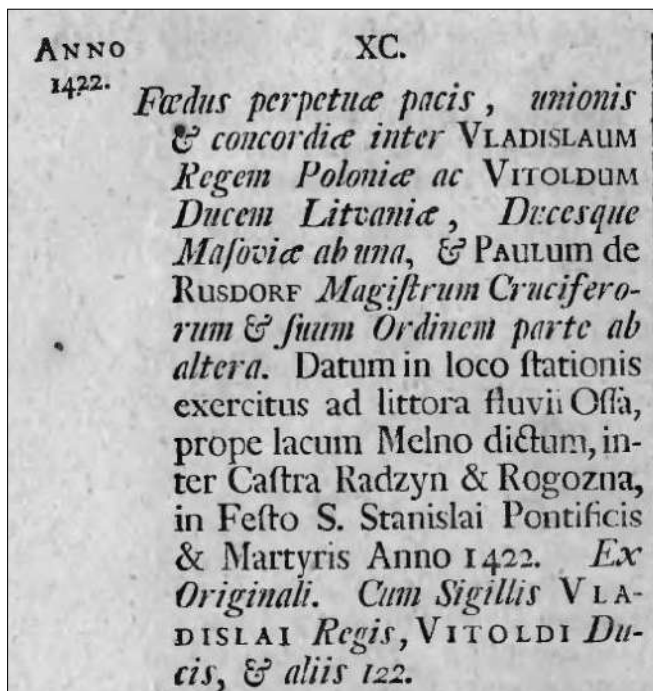 ANNO
1422.
XC.
Fœdus perpetuæ pacis, unionis
& concordiæ inter VLADISLAUM
Regem Poloniæ ac VITOLDUM
Ducem Litvaniæ, Ducesque
Maſoviæ ab una, & PAULUM de
RUSDORF Magiſtrum Crucifero-
rum & ſuum Ordinem parte ab
altera. Datum in loco ſtationis
exercitus ad littora fluvii Oſſà,
prope lacum Melno dictum, in-
ter Caſtra Radzyn & Rogozna,
in Feſto S. Stanislai Pontificis
& Martyris Anno 1422. Ex
Originali. Cum Sigillis VLA-
DISLAI Regis, VITOLDI Du-
cis, & aliis 122.